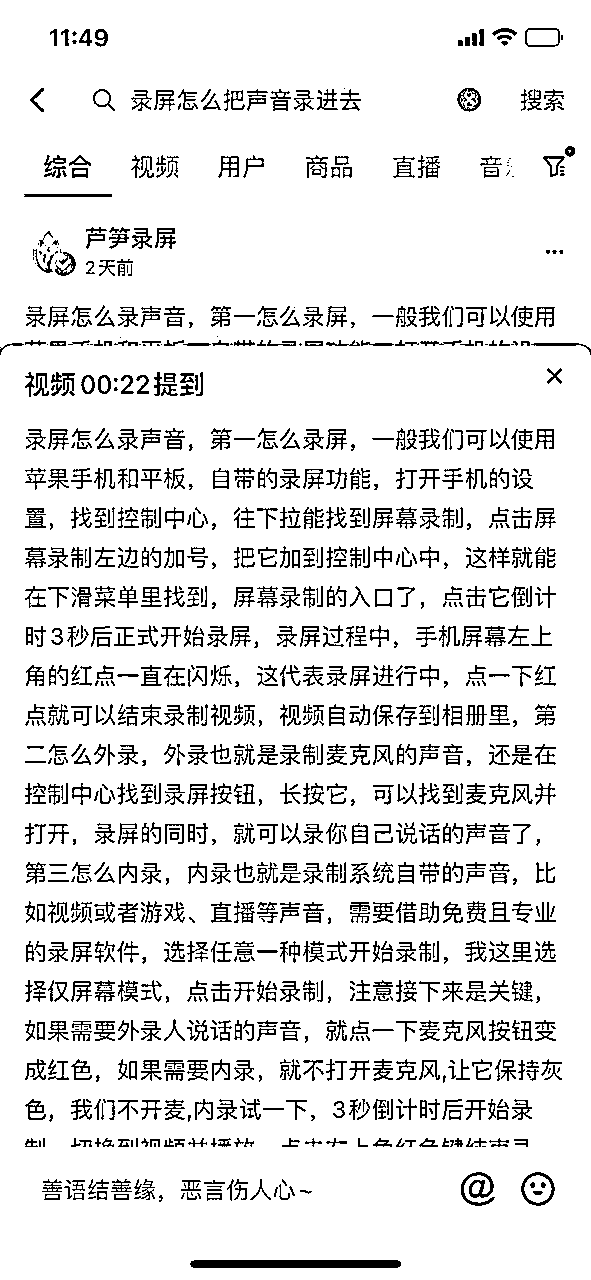 11:49
录屏怎么把声音录进去
搜索
综合 视频 用户 商品 直播 音
芦笋录屏
2天前
录屏怎么录声音，第一怎么录屏，一般我们可以使用
视频00:22提到
录屏怎么录声音，第一怎么录屏，一般我们可以使用
苹果手机和平板，自带的录屏功能，打开手机的设
置，找到控制中心，往下拉能找到屏幕录制，点击屏
幕录制左边的加号，把它加到控制中心中，这样就能
在下滑菜单里找到，屏幕录制的入口了，点击它倒计
时3秒后正式开始录屏，录屏过程中，手机屏幕左上
角的红点一直在闪烁，这代表录屏进行中，点一下红
点就可以结束录制视频，视频自动保存到相册里，第
二怎么外录，外录也就是录制麦克风的声音，还是在
控制中心找到录屏按钮，长按它，可以找到麦克风并
打开，录屏的同时，就可以录你自己说话的声音了，
第三怎么内录，内录也就是录制系统自带的声音，比
如视频或者游戏、直播等声音，需要借助免费且专业
的录屏软件，选择任意一种模式开始录制，我这里选
择仅屏幕模式，点击开始录制，注意接下来是关键，
如果需要外录人说话的声音，就点一下麦克风按钮变
成红色，如果需要内录，就不打开麦克风,让它保持灰
色，我们不开麦,内录试一下，3秒倒计时后开始录
善语结善缘，恶言伤人心~